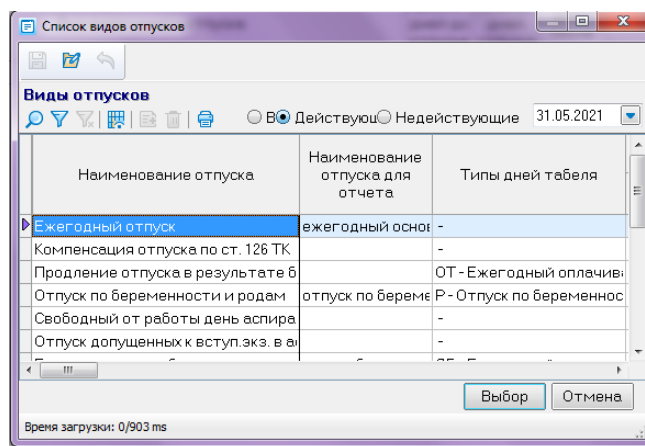 Список видов отпусков
Виды отпусков
В Действующ Недействующие 31.05.2021
Наименование отпуска
Наименование
отпуска для
отчета
Типы дней табеля
Ежегодный отпуск ежегодный основ -
Компенсация отпуска по ст. 126 ТК -
Продление отпуска в результате б ОТ - Ежегодный оплачива
Отпуск по беременности и родам отпуск по береме Р - Отпуск по беременнос
Свободный от работы день аспира -
Отпуск допущенных к вступ.экз. в а -
Выбор Отмена
Время загрузки: 0/903 ms